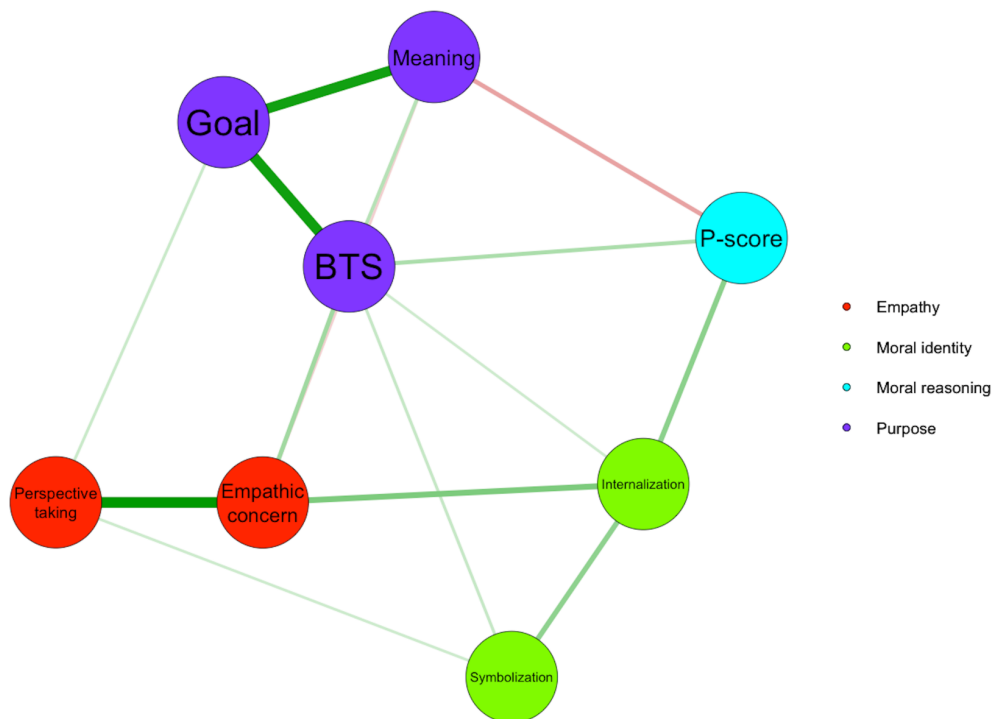 Meaning
Goal
P-score
BTS
Empathy
Moral identity
Moral reasoning
Purpose
Internalization
Perspective
taking
Empathic
concern
Symbolization